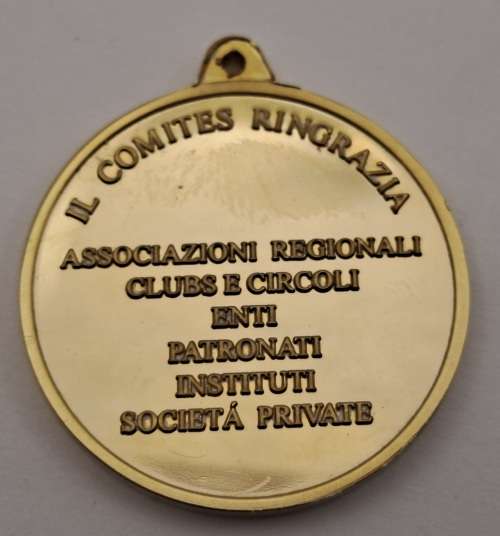 IL COMITES RINGRAZIA
ASSOCIAZIONI REGIONALI
CLUBS E CIRCOLI
ENTI
PATRONATI
INSTITUTI
SOCIETÁ PRIVATE